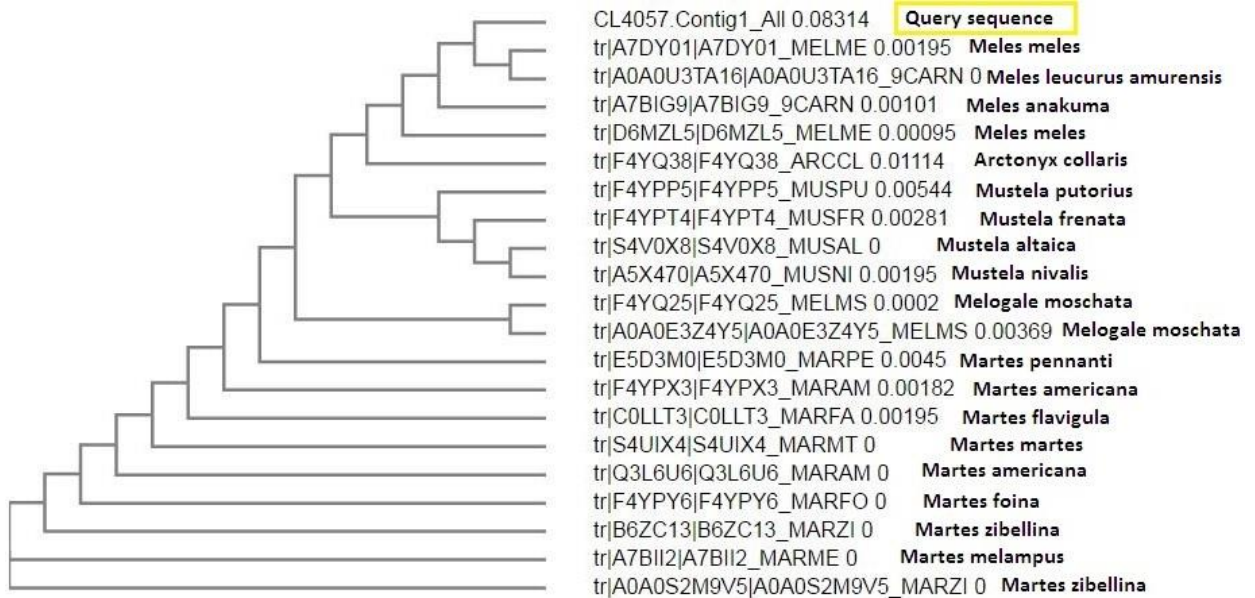 CL4057.Contig1_All 0.08314 Query sequence
tr|A7DY01|A7DY01_MELME 0.00195 Meles meles
tr|A0A0U3TA16|A0A0U3TA16_9CARN 0 Meles leucurus amurensis
tr|A7BIG9|A7BIG9_9CARN 0.00101 Meles anakuma
tr|D6MZL5|D6MZL5_MELME 0.00095 Meles meles
tr|F4YQ38|F4YQ38_ARCCL 0.01114 Arctonyx collaris
tr|F4YPP5|F4YPP5_MUSPU 0.00544 Mustela putorius
tr|F4YPT4|F4YPT4_MUSFR 0.00281 Mustela frenata
tr|S4V0X8|S4V0X8_MUSAL 0 Mustela altaica
tr|A5X470|A5X470_MUSNI 0.00195 Mustela nivalis
tr|F4YQ25|F4YQ25_MELMS 0.0002 Melogale moschata
tr|A0A0E3Z4Y5|A0A0E3Z4Y5_MELMS 0.00369 Melogale moschata
tr|E5D3M0|E5D3M0_MARPE 0.0045 Martes pennanti
tr|F4YPX3|F4YPX3_MARAM 0.00182 Martes americana
tr|C0LLT3|C0LLT3_MARFA 0.00195 Martes flavigula
tr|S4UIX4|S4UIX4_MARMT 0 Martes martes
tr|Q3L6U6|Q3L6U6_MARAM 0 Martes americana
tr|F4YPY6|F4YPY6_MARFO 0 Martes foina
tr|B6ZC13|B6ZC13_MARZI 0 Martes zibellina
tr|A7BII2|A7BII2_MARME 0 Martes melampus
tr|A0A0S2M9V5|A0A0S2M9V5_MARZI 0 Martes zibellina